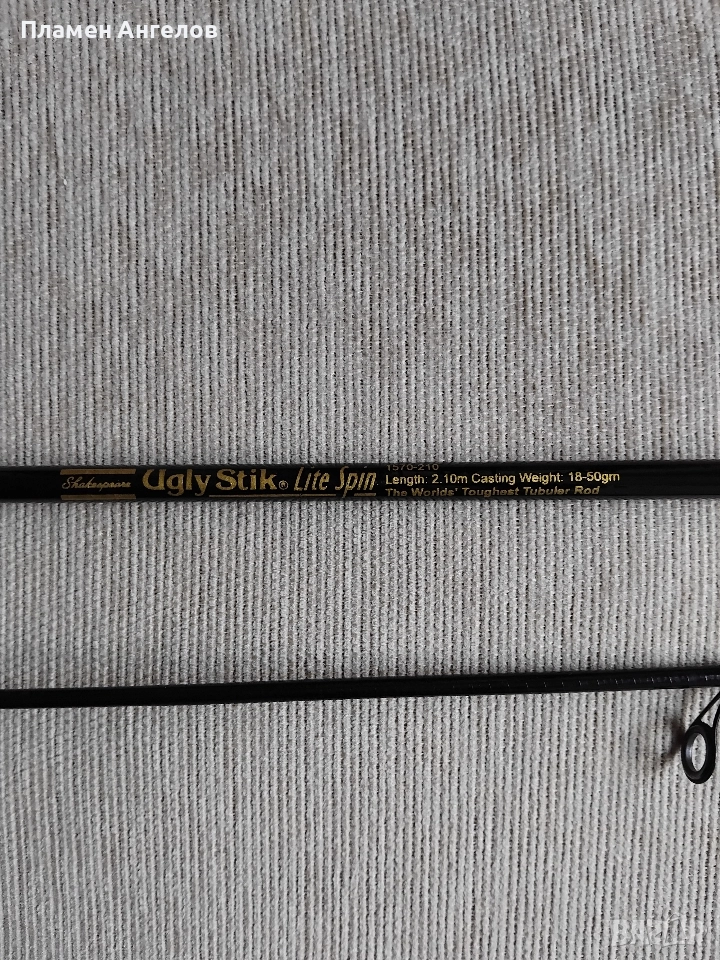 Пламен Ангелов
Shakespeare Ugly Stik® Lite Spin
1570-210
Length: 2.10m Casting Weight: 18-50gm
The Worlds' Toughest Tubular Rod